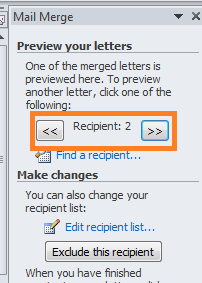 Mail Merge
Preview your letters
One of the merged letters is
previewed here. To preview
another letter, click one of the
following:
<< Recipient: 2 >>
Find a recipient...
Make changes
You can also change your
recipient list:
Edit recipient list...
Exclude this recipient
When you have finished